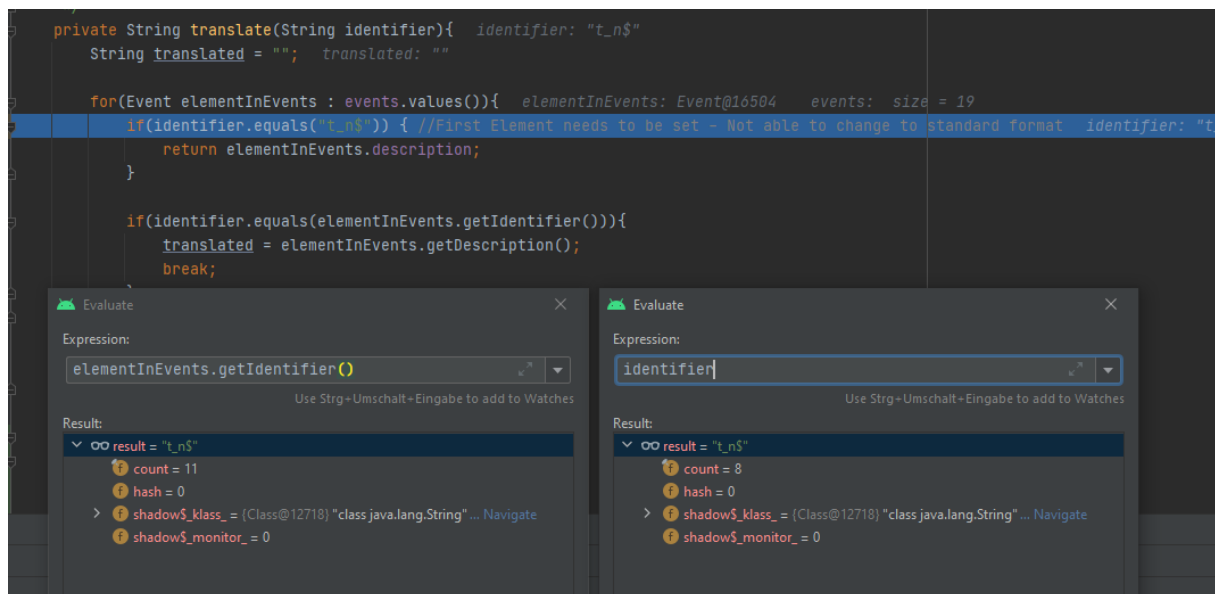 private String translate(String identifier){ identifier: "t_n$"
String translated = ""; translated: ""
for(Event elementInEvents : events.values()){ elementInEvents: Event@16504 events: size = 19
if(identifier.equals("t_n$")) { //First Element needs to be set - Not able to change to standard format identifier: "t
return elementInEvents.description;
}
if(identifier.equals(elementInEvents.getIdentifier())){
translated = elementInEvents.getDescription();
break;
Evaluate
Expression:
elementInEvents.getIdentifier()
Use Strg+Umschalt+Eingabe to add to Watches
Result:
result = "t_n$"
count = 11
hash = 0
shadow$_klass_ = {Class@12718} "class java.lang.String" ... Navigate
shadow$_monitor_ = 0
Evaluate
Expression:
identifier
Use Strg+Umschalt+Eingabe to add to Watches
Result:
result = "t_n$"
count = 8
hash = 0
shadow$_klass_ = {Class@12718} "class java.lang.String" ... Navigate
shadow$_monitor_ = 0